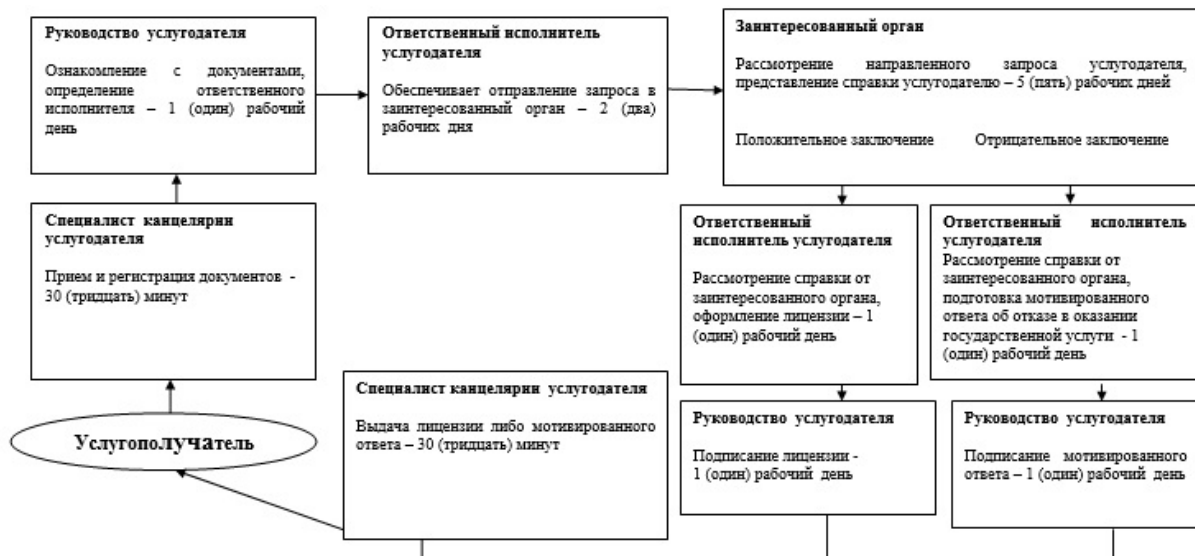 Руководство услугодателя
Ознакомление с документами,
определение ответственного
исполнителя – 1 (один) рабочий
день
Ответственный исполнитель
услугодателя
Обеспечивает отправление запроса в
заинтересованный орган – 2 (два)
рабочих дня
Заинтересованный орган
Рассмотрение направленного запроса услугодателя,
представление справки услугодателю – 5 (пять) рабочих дней
Положительное заключение Отрицательное заключение
Специалист канцелярии
услугодателя
Прием и регистрация документов -
30 (тридцать) минут
Ответственный
исполнитель услугодателя
Рассмотрение справки от
заинтересованного органа,
оформление лицензии – 1
(один) рабочий день
Ответственный исполнитель
услугодателя
Рассмотрение справки от
заинтересованного органа,
подготовка мотивированного
ответа об отказе в оказании
государственной услуги - 1
(один) рабочий день
Услугополучатель
Специалист канцелярии услугодателя
Выдача лицензии либо мотивированного
ответа – 30 (тридцать) минут
Руководство услугодателя
Подписание лицензии -
1 (один) рабочий день
Руководство услугодателя
Подписание мотивированного
ответа – 1 (один) рабочий день